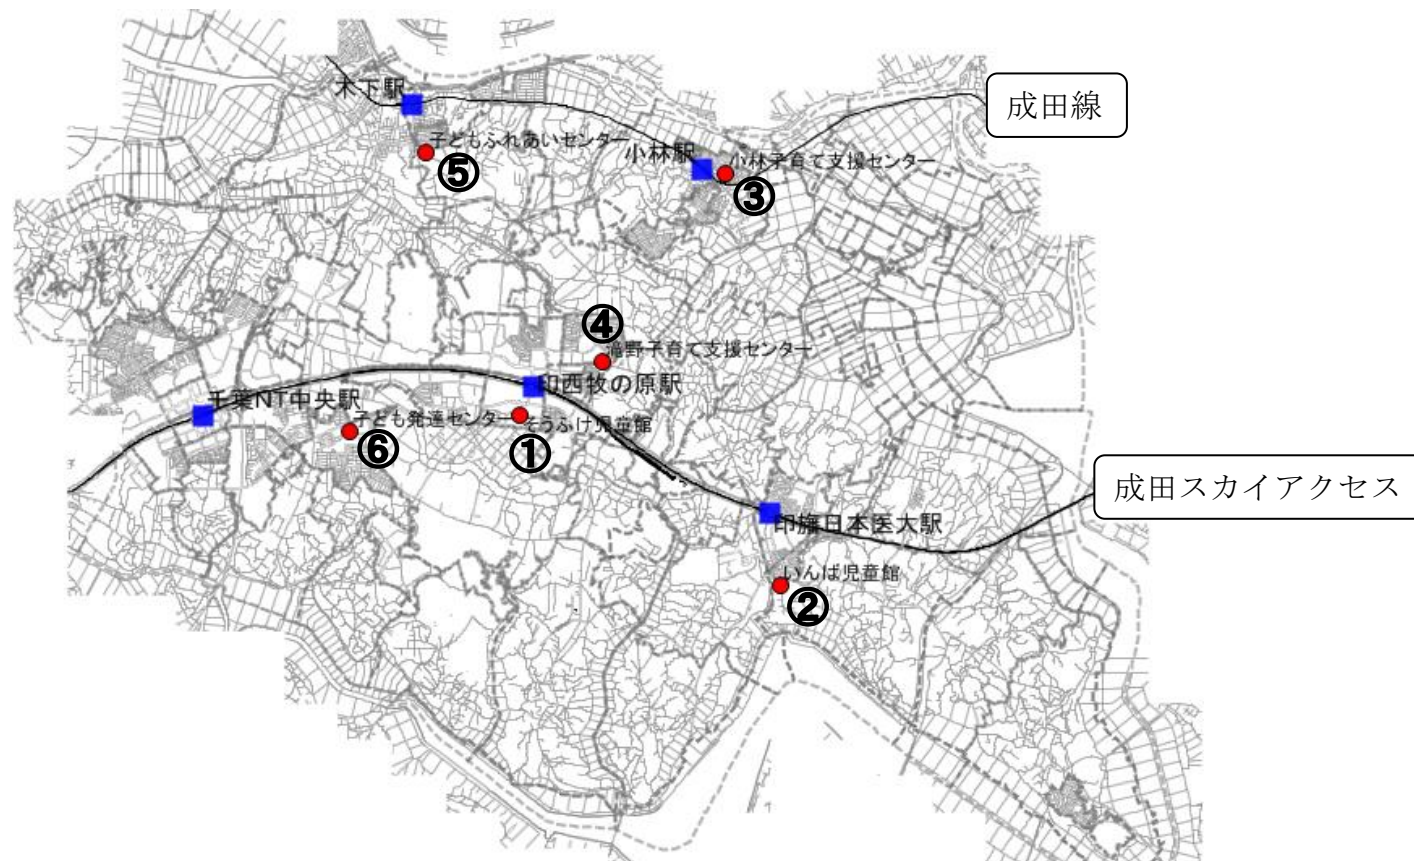 木下駅
成田線
子どもふれあいセンター
⑤
小林駅
小林子育て支援センター
③
④
滝野子育て支援センター
印西牧の原駅
千葉NT中央駅
子ども発達センター
そうふけ児童館
⑥
①
成田スカイアクセス
印旛日本医大駅
いんば児童館
②